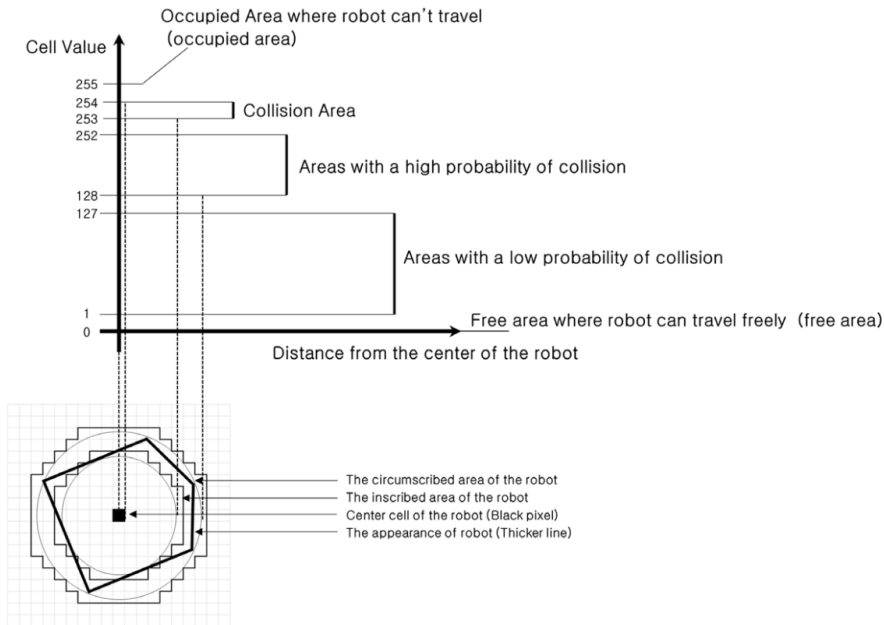 Occupied Area where robot can't travel
(occupied area)
Cell Value
255
254
Collision Area
253
252
Areas with a high probability of collision
128
127
Areas with a low probability of collision
1
Free area where robot can travel freely (free area)
0
Distance from the center of the robot
The circumscribed area of the robot
The inscribed area of the robot
Center cell of the robot (Black pixel)
The appearance of robot (Thicker line)